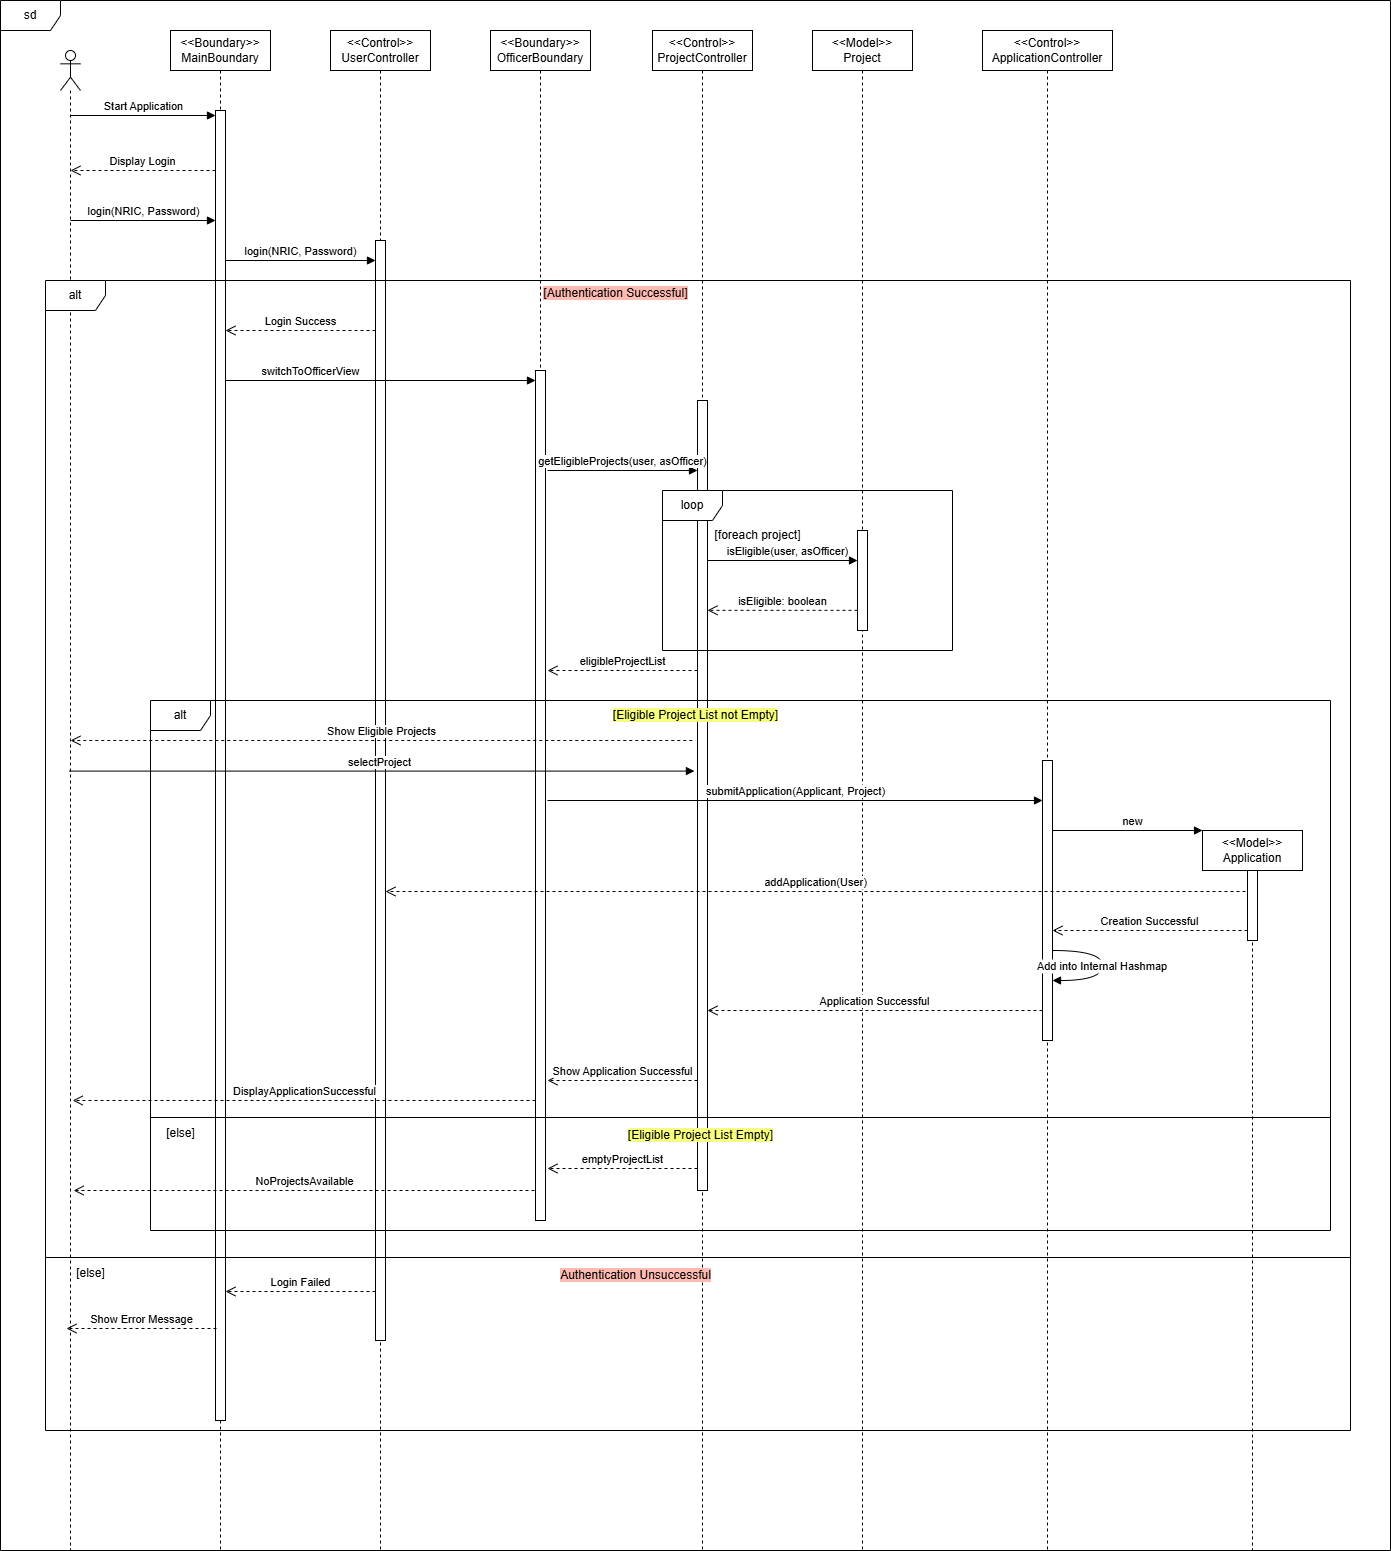 sd
<<Boundary>>
MainBoundary
<<Control>>
UserController
<<Boundary>>
OfficerBoundary
<<Control>>
ProjectController
<<Model>>
Project
<<Control>>
ApplicationController
Start Application
Display Login
login(NRIC, Password)
login(NRIC, Password)
alt
[Authentication Successful]
Login Success
switchToOfficerView
getEligibleProjects(user, asOfficer)
loop
[foreach project]
isEligible(user, asOfficer)
isEligible: boolean
eligibleProjectList
alt
[Eligible Project List not Empty]
Show Eligible Projects
selectProject
submitApplication(Applicant, Project)
new
<<Model>>
Application
addApplication(User)
Creation Successful
Add into Internal Hashmap
Application Successful
Show Application Successful
DisplayApplicationSuccessful
[else]
[Eligible Project List Empty]
emptyProjectList
NoProjectsAvailable
[else]
Authentication Unsuccessful
Login Failed
Show Error Message